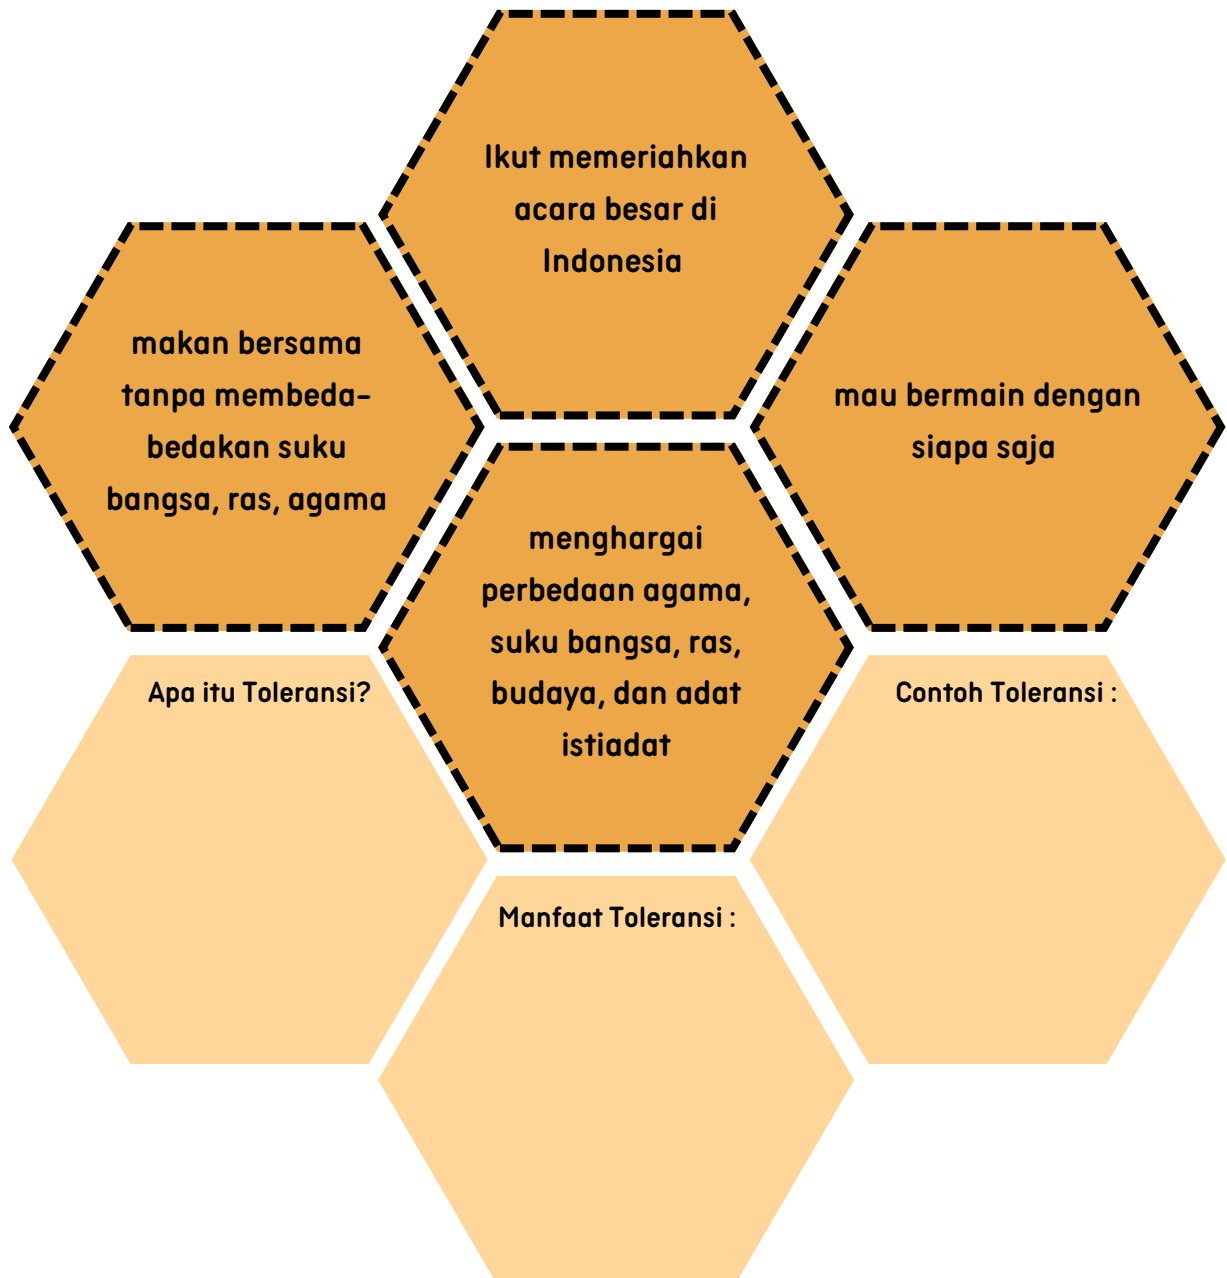 Ikut memeriahkan
acara besar di
Indonesia
makan bersama
tanpa membeda-
bedakan suku
bangsa, ras, agama
mau bermain dengan
siapa saja
menghargai
perbedaan agama,
suku bangsa, ras,
budaya, dan adat
istiadat
Apa itu Toleransi?
Contoh Toleransi :
Manfaat Toleransi :